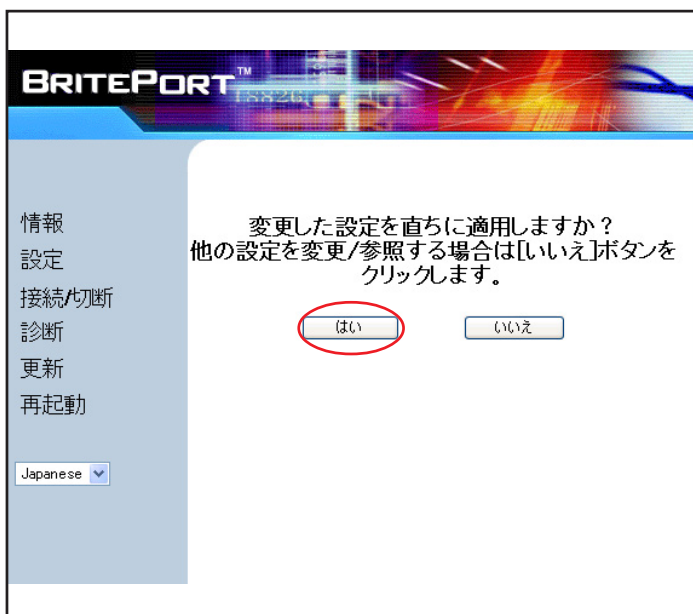 BRITEPORT™
情報
設定
接続/切断
診断
更新
再起動
Japanese
変更した設定を直ちに適用しますか？
他の設定を変更/参照する場合は[いいえ]ボタンを
クリックします。
はい
いいえ